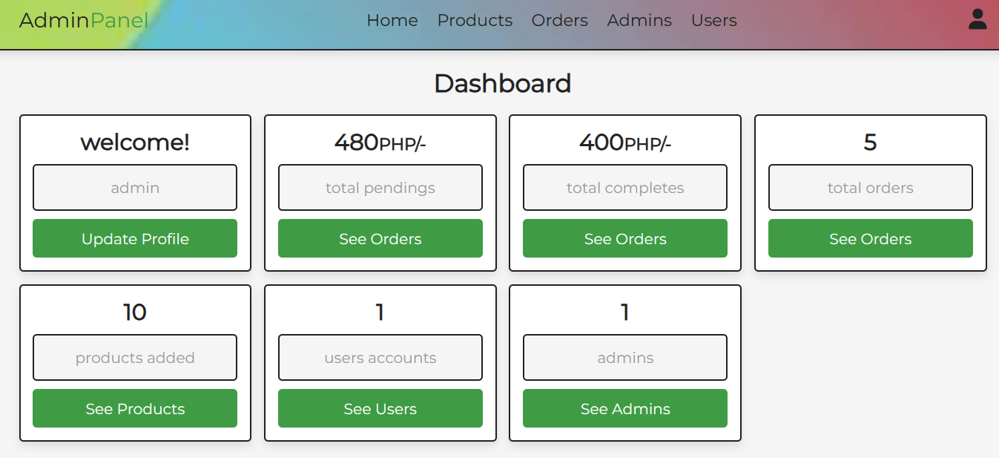 AdminPanel
Home Products Orders Admins Users
Dashboard
welcome!
admin
Update Profile
480PHP/-
total pendings
See Orders
400PHP/-
total completes
See Orders
5
total orders
See Orders
10
products added
See Products
1
users accounts
See Users
1
admins
See Admins